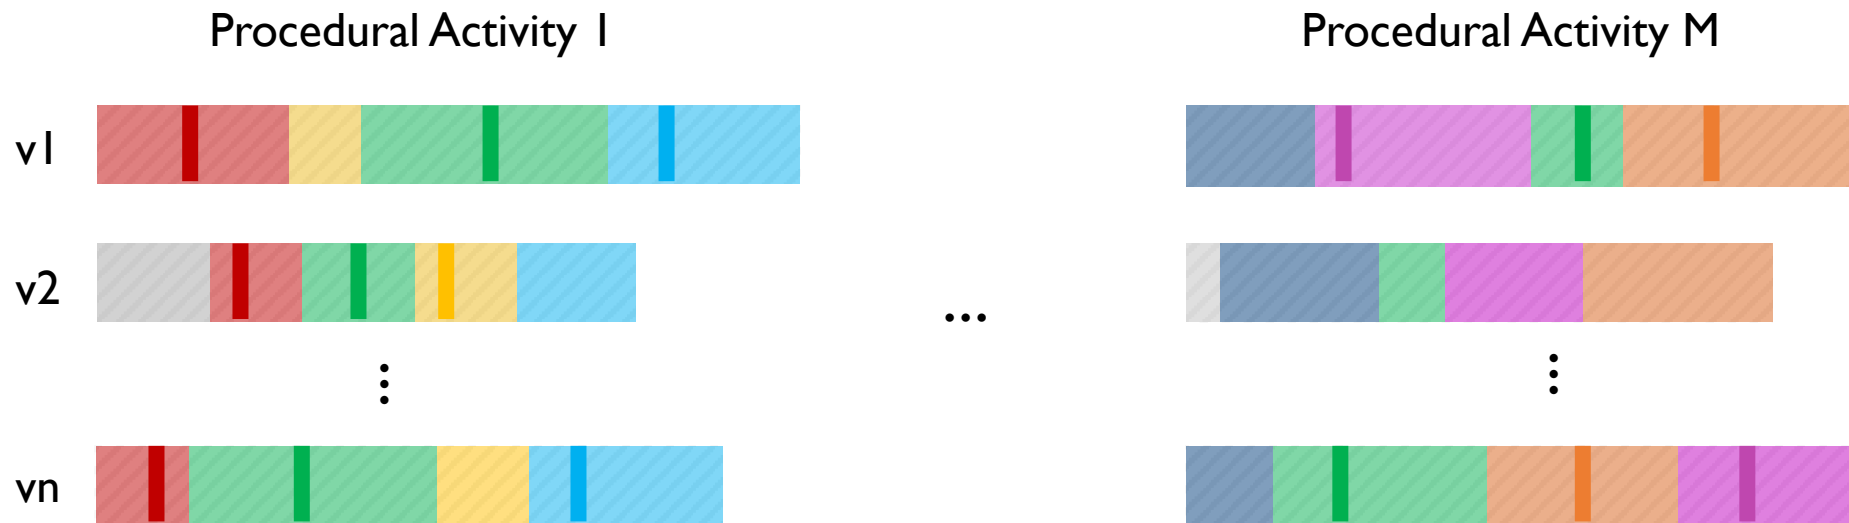 Procedural Activity 1
Procedural Activity M
v1
v2
...
vn